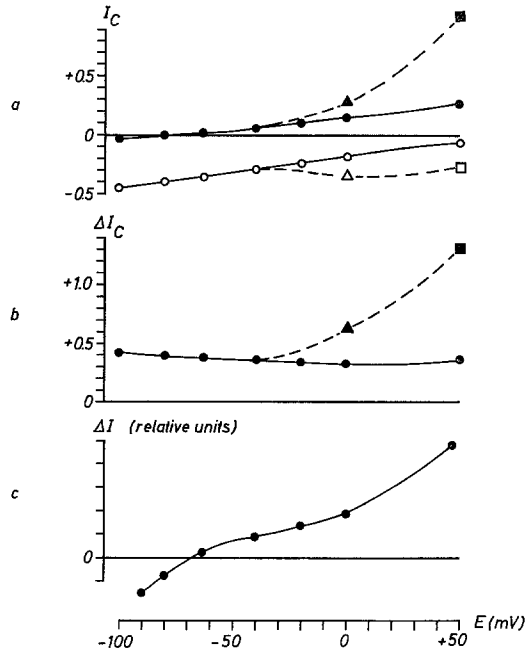 I_C
+0.5
a
0
-0.5
ΔI_C
+1.0
b
+0.5
0
ΔI (relative units)
c
0
-100 -50 0 +50 E (mV)